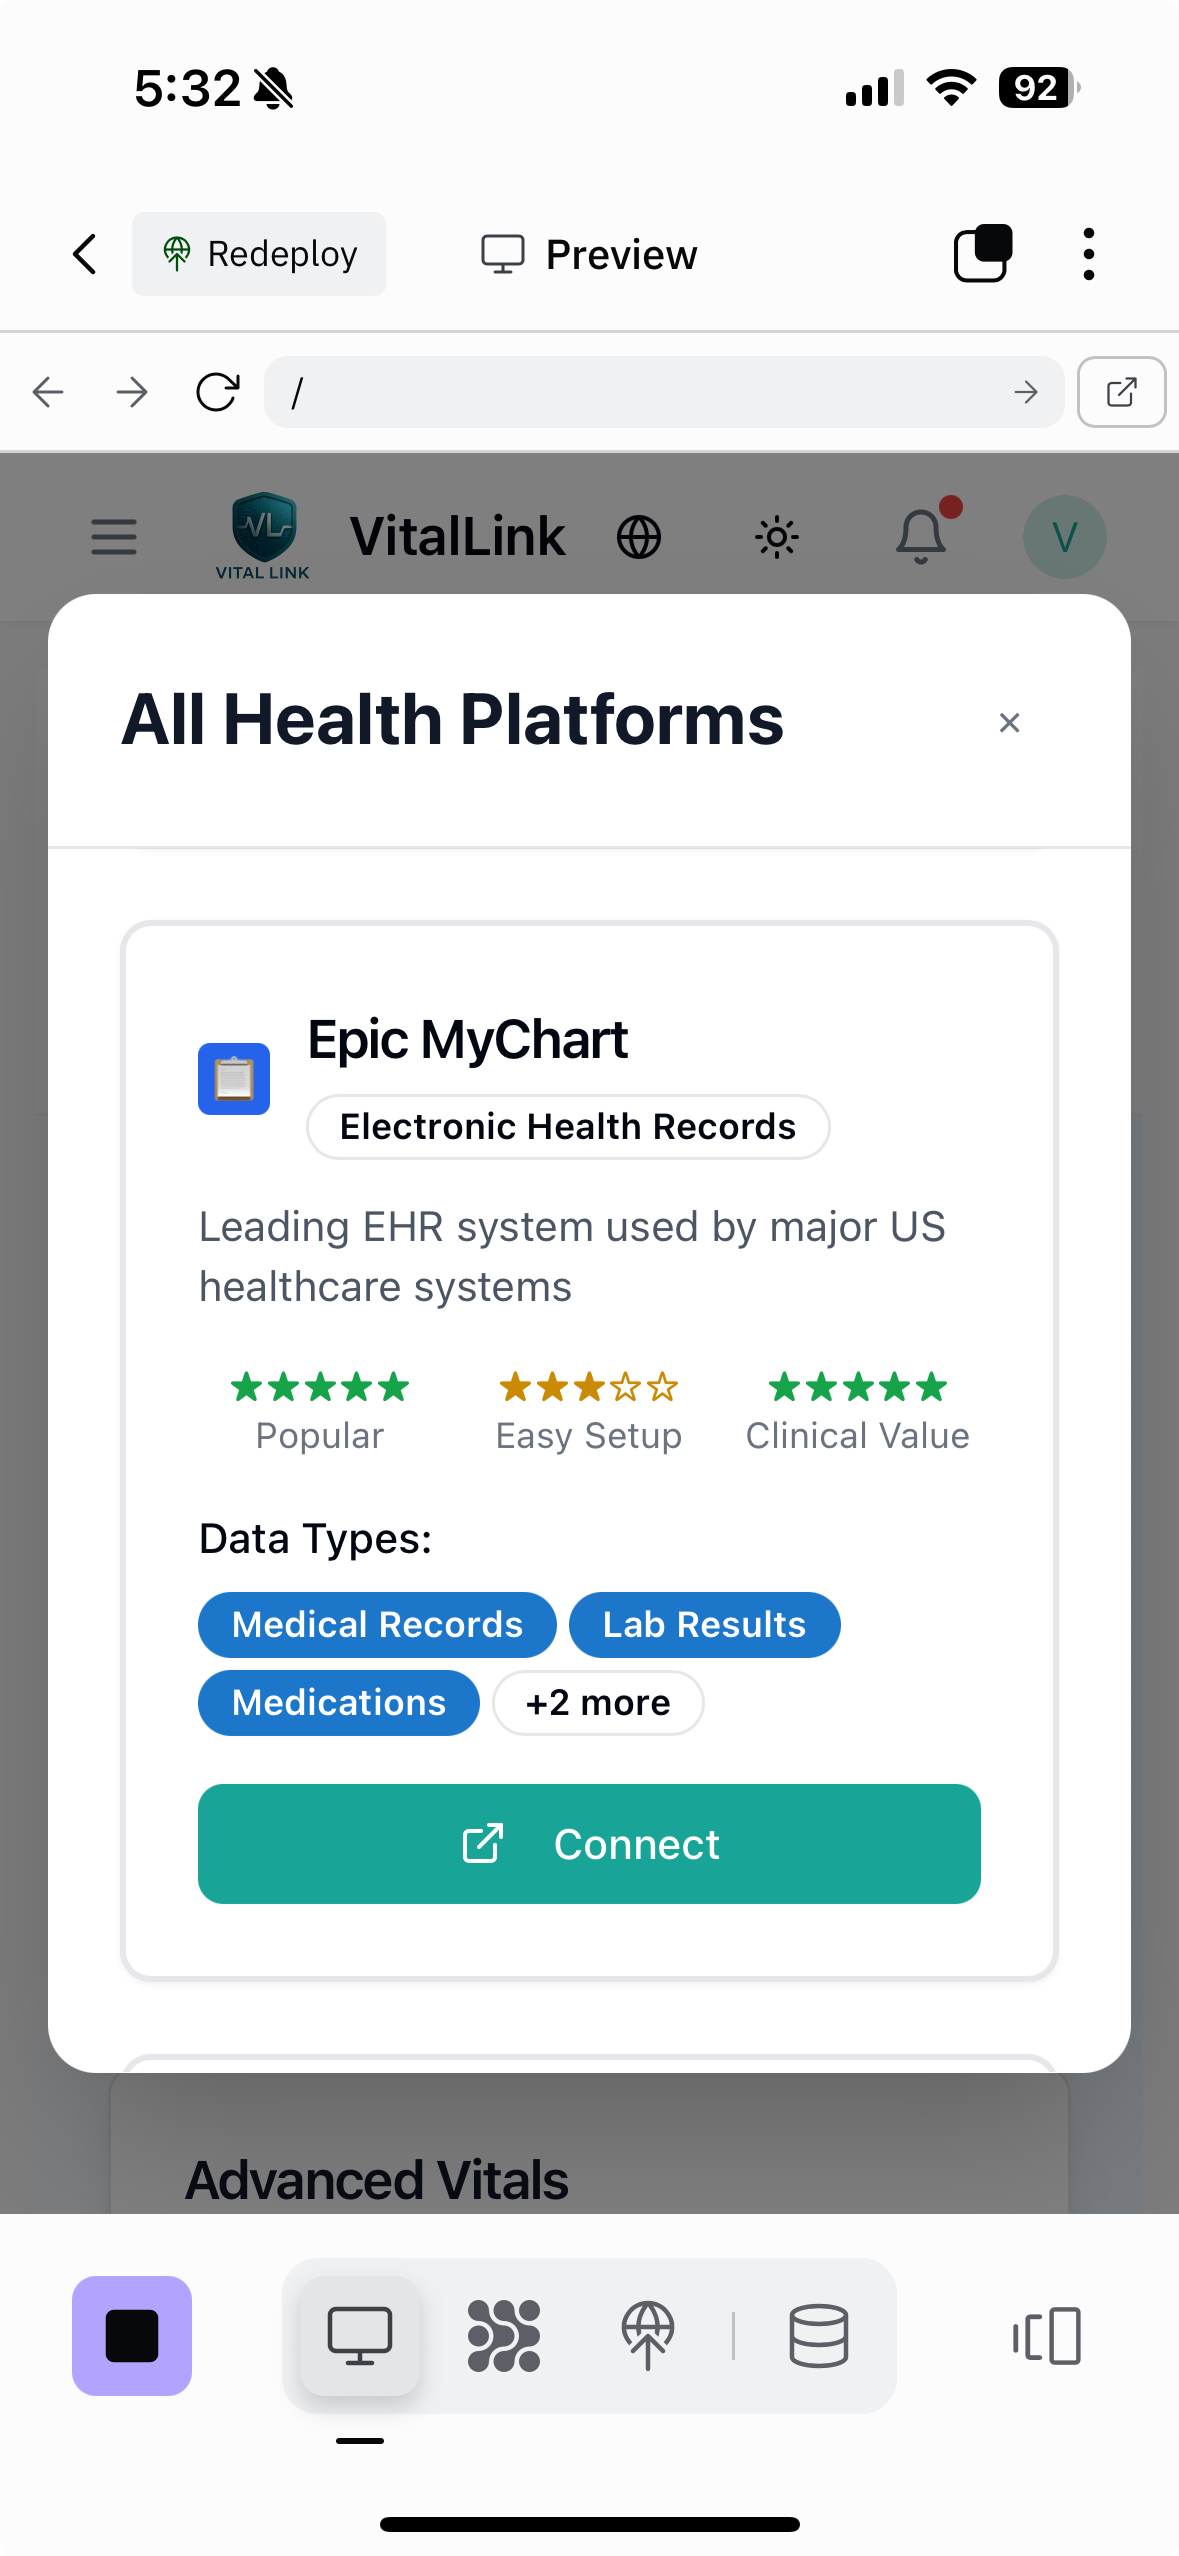 5:32
92
Redeploy
Preview
/
VL
VITAL LINK
VitalLink
V
All Health Platforms
×
Epic MyChart
Electronic Health Records
Leading EHR system used by major US
healthcare systems
Popular
Easy Setup
Clinical Value
Data Types:
Medical Records
Lab Results
Medications
+2 more
Connect
Advanced Vitals